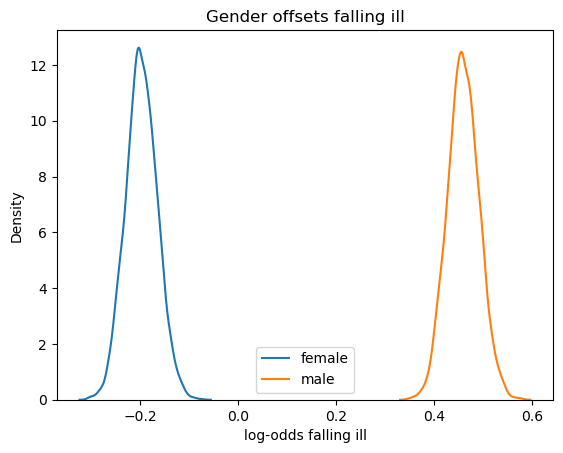 Gender offsets falling ill
12
10
8
6
4
2
0
Density
female
male
−0.2
0.0
0.2
0.4
0.6
log-odds falling ill